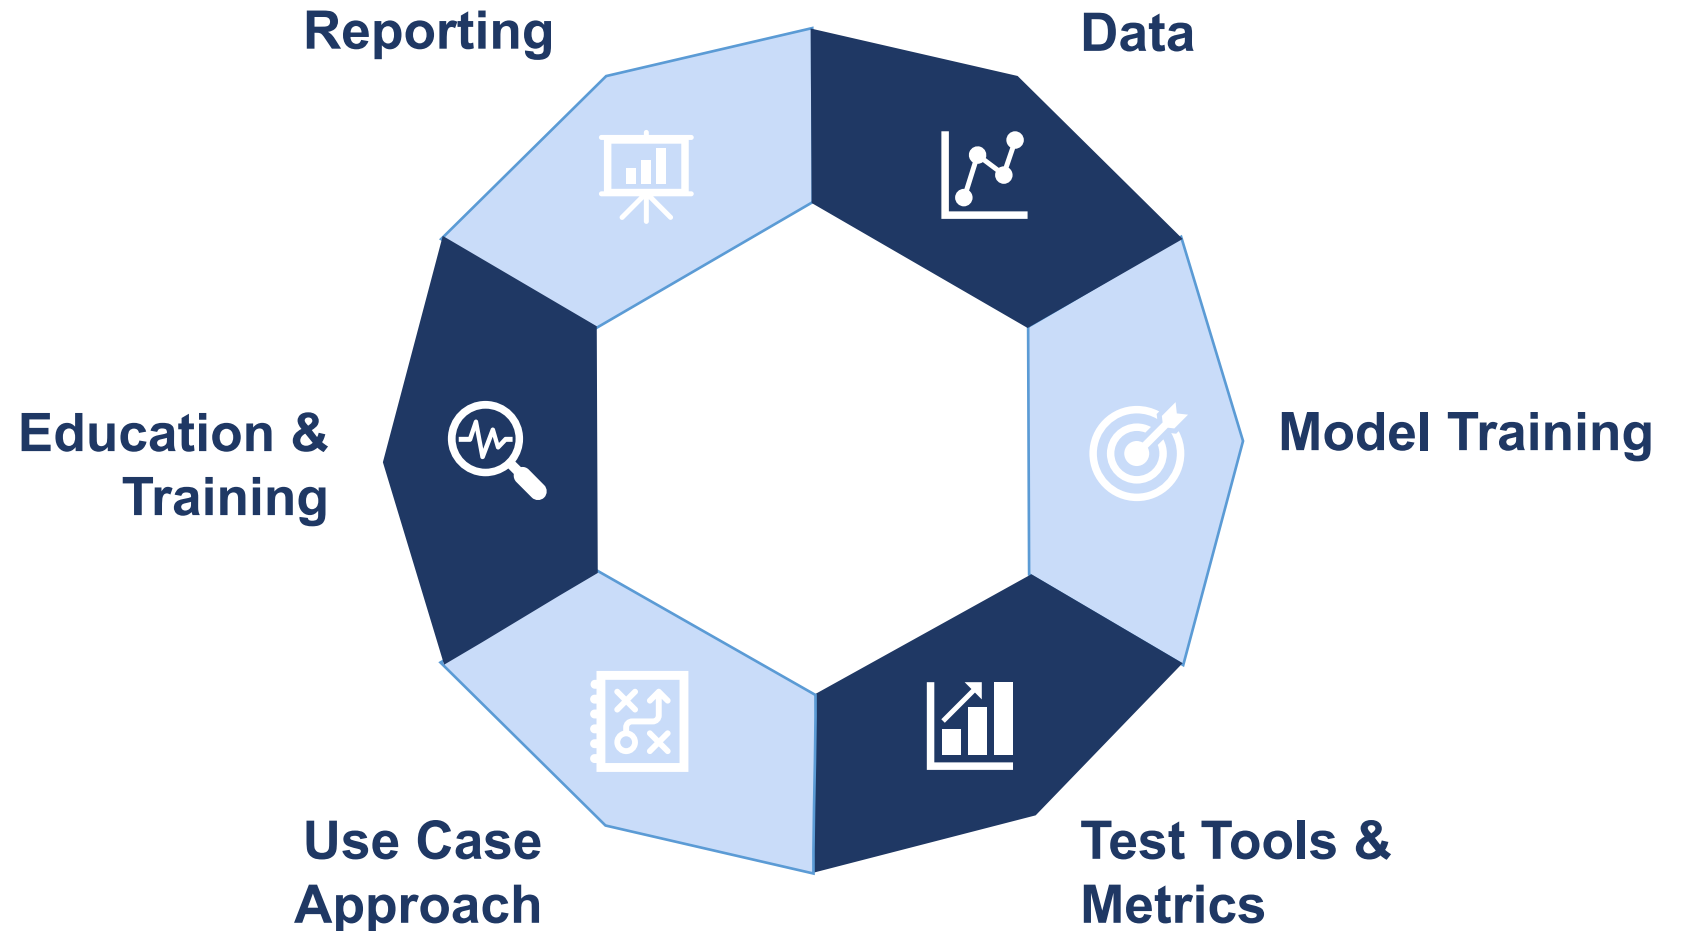 Reporting
Data
Education &
Training
Model Training
Use Case
Approach
Test Tools &
Metrics